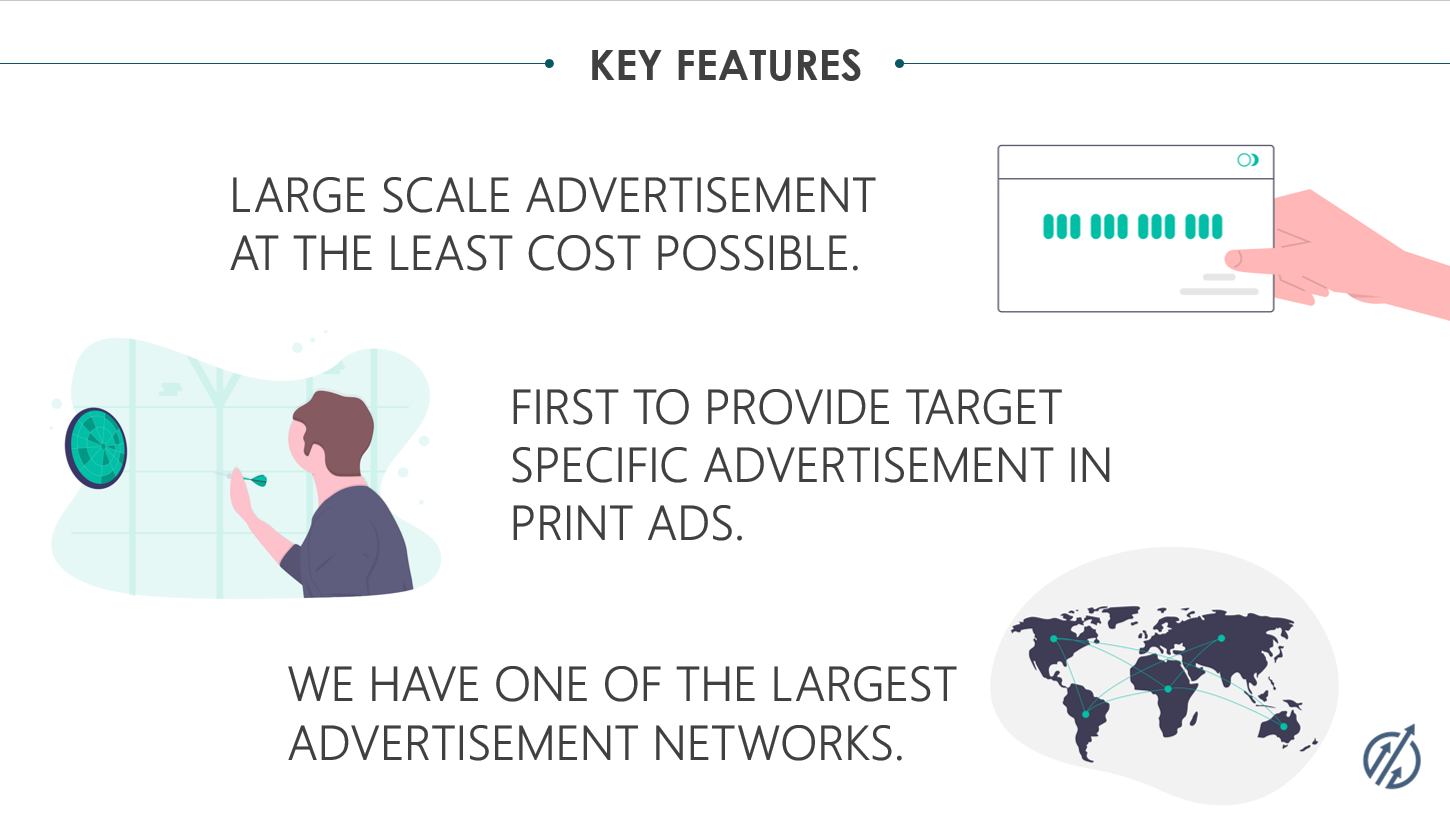 KEY FEATURES
LARGE SCALE ADVERTISEMENT
AT THE LEAST COST POSSIBLE.
FIRST TO PROVIDE TARGET
SPECIFIC ADVERTISEMENT IN
PRINT ADS.
WE HAVE ONE OF THE LARGEST
ADVERTISEMENT NETWORKS.